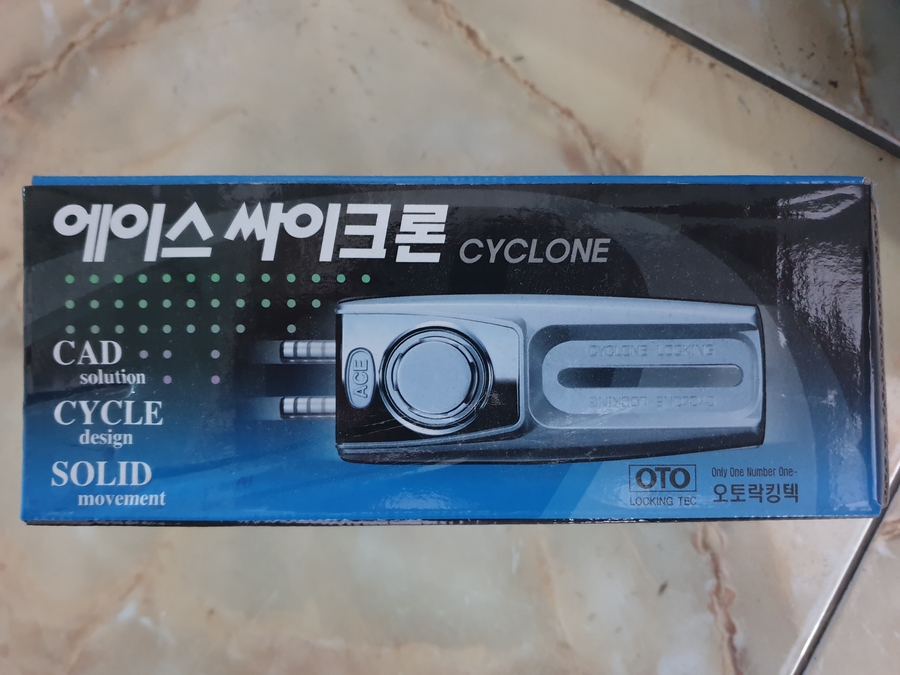 에이스 싸이크론 CYCLONE
CAD
solution
CYCLE
design
SOLID
movement
ACE
CYCLONE LOCKING
CYCLONE LOCKING
OTO
LOCKING TEC
Only One Number One-
오토락킹텍